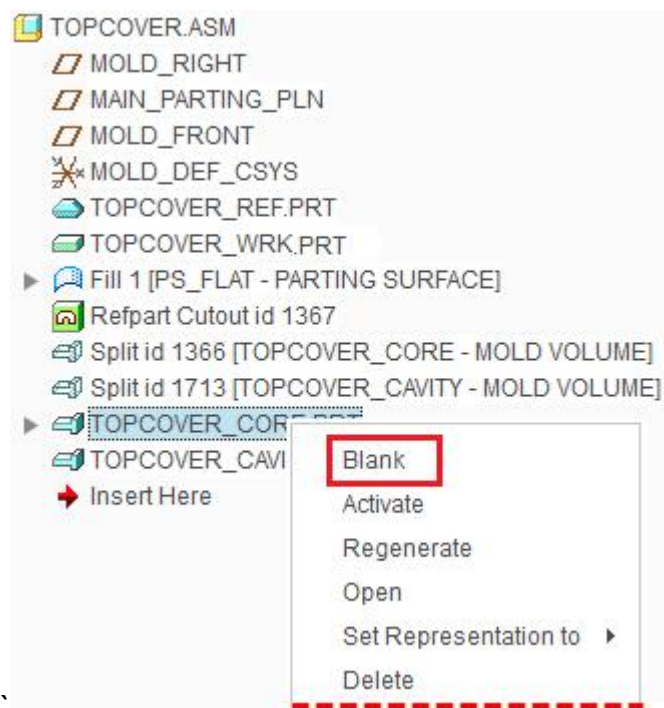 TOPCOVER.ASM
MOLD_RIGHT
MAIN_PARTING_PLN
MOLD_FRONT
MOLD_DEF_CSYS
TOPCOVER_REF.PRT
TOPCOVER_WRK.PRT
Fill 1 [PS_FLAT - PARTING SURFACE]
Refpart Cutout id 1367
Split id 1366 [TOPCOVER_CORE - MOLD VOLUME]
Split id 1713 [TOPCOVER_CAVITY - MOLD VOLUME]
TOPCOVER_CORE.PRT
TOPCOVER_CAVI
Insert Here
Blank
Activate
Regenerate
Open
Set Representation to
Delete